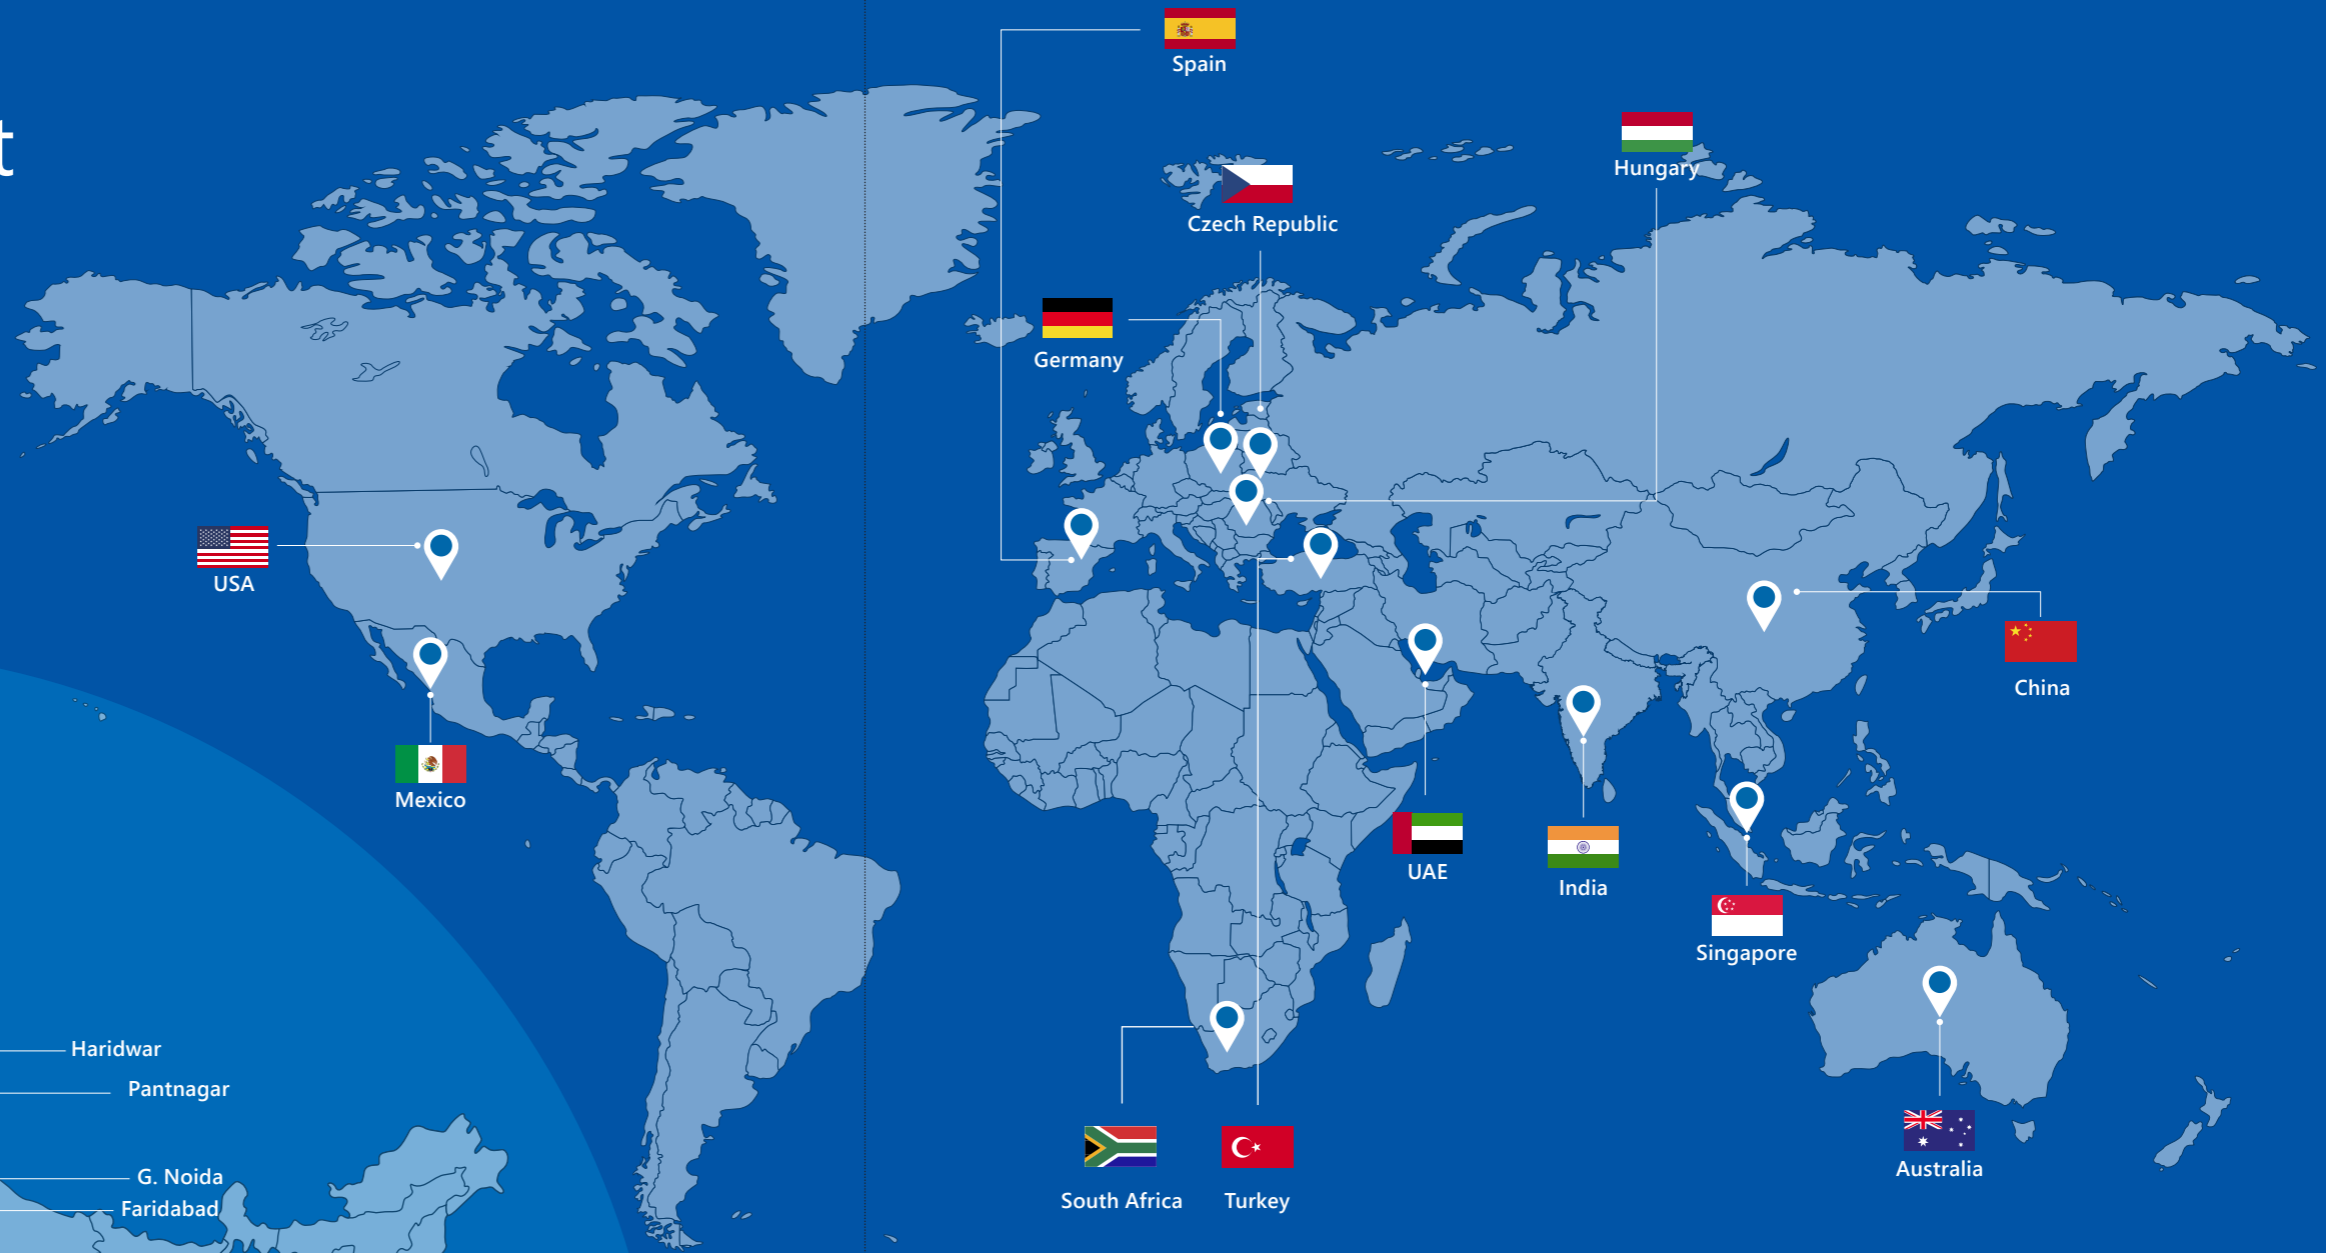 t
Spain
Hungary
Czech Republic
Germany
USA
China
Mexico
UAE
India
Singapore
Haridwar
Pantnagar
Australia
G. Noida
South Africa
Turkey
Faridabad